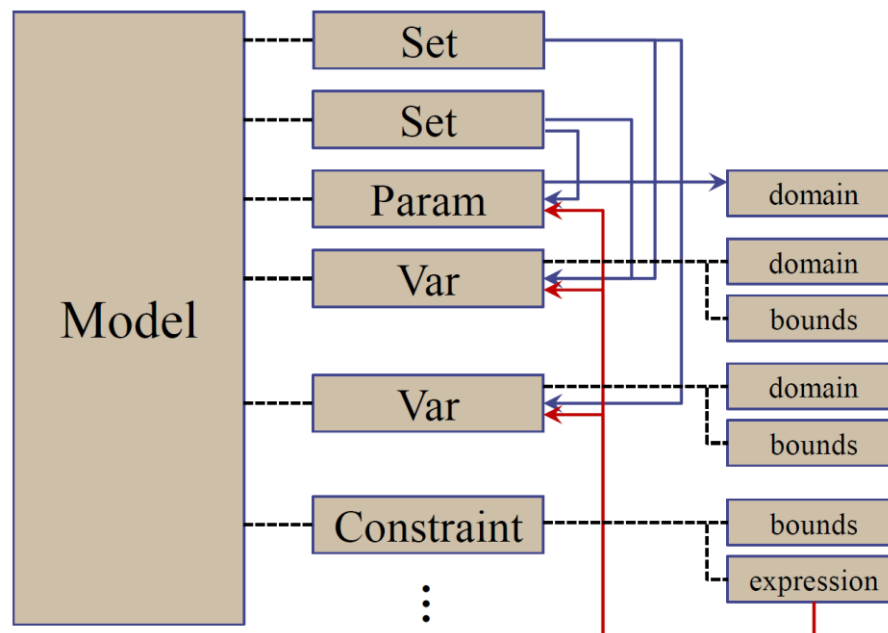 Model
Set
Set
Param
domain
Var
domain
bounds
Var
domain
bounds
Constraint
bounds
expression